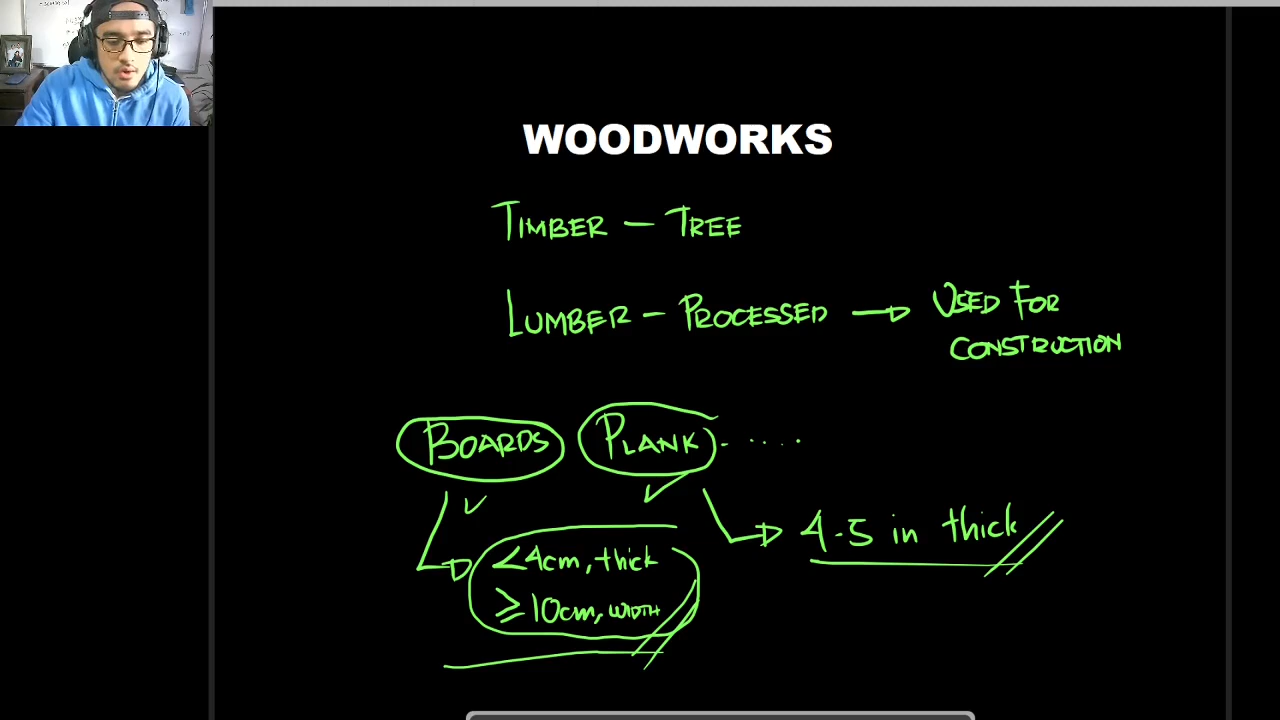 WOODWORKS
TIMBER — TREE
LUMBER — PROCESSED → USED FOR
CONSTRUCTION
BOARDS PLANK .....
4-5 in thick
<4cm, thick
≥10cm, WIDTH